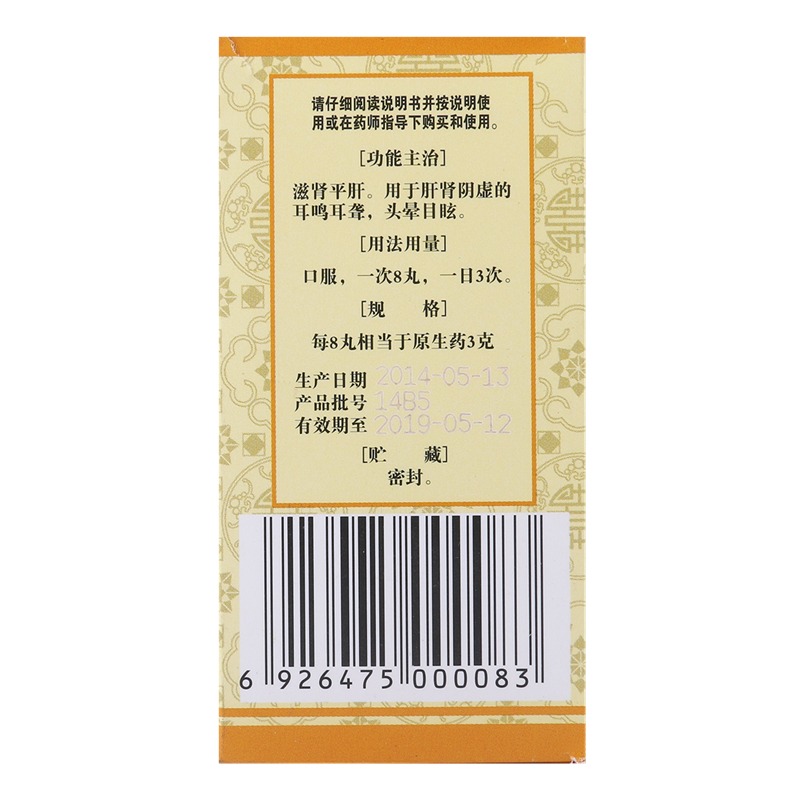 请仔细阅读说明书并按说明使
用或在药师指导下购买和使用。
[功能主治]
滋肾平肝。用于肝肾阴虚的
耳鸣耳聋,头晕目眩。
[用法用量]
口服,一次8丸,一日3次。
[规 格]
每8丸相当于原生药3克
生产日期 2014-05-13
产品批号 14B5
有效期至 2019-05-12
[贮 藏]
密封。
6 926475 000083